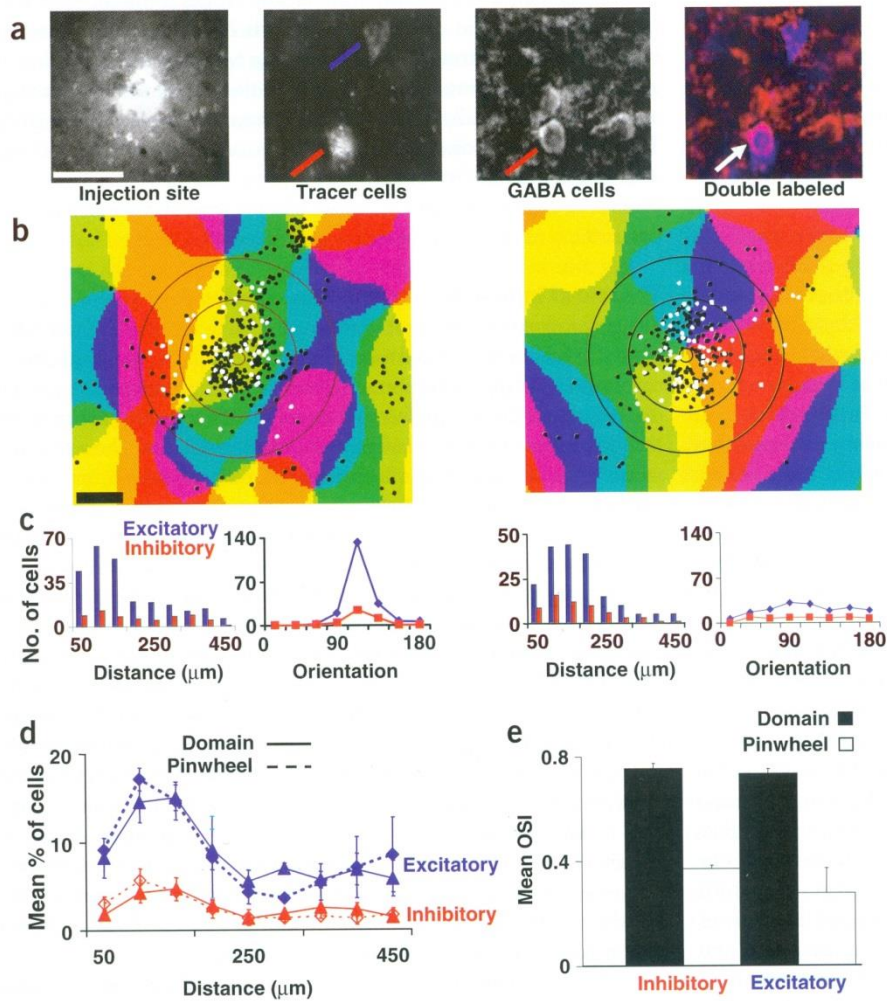 a
Injection site
Tracer cells
GABA cells
Double labeled
b
c
No. of cells
70
35
0
Excitatory
Inhibitory
50
250
450
Distance (μm)
140
70
0
0
90
180
Orientation
50
25
0
50
250
450
Distance (μm)
140
70
0
0
90
180
Orientation
d
Domain
Pinwheel
Mean % of cells
20
10
0
Excitatory
Inhibitory
50
250
450
Distance (μm)
e
Domain
Pinwheel
Mean OSI
0.8
0.4
0
Inhibitory
Excitatory